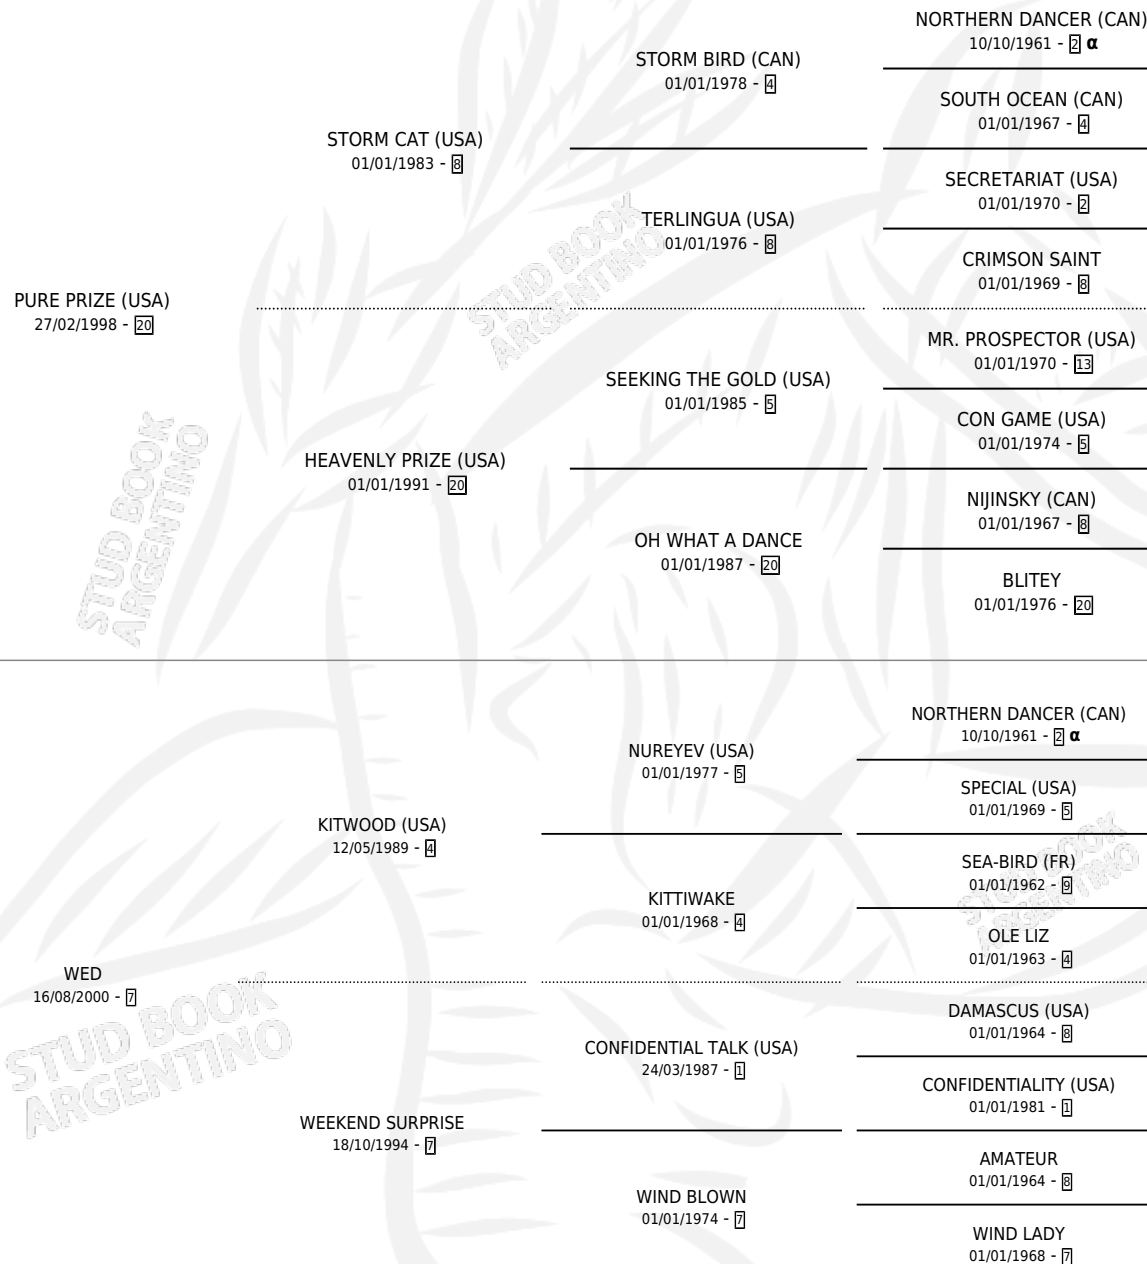 NORTHERN DANCER (CAN)
10/10/1961 - 2 α
STORM BIRD (CAN)
01/01/1978 - 4
SOUTH OCEAN (CAN)
01/01/1967 - 4
STORM CAT (USA)
01/01/1983 - 8
SECRETARIAT (USA)
01/01/1970 - 2
TERLINGUA (USA)
01/01/1976 - 8
CRIMSON SAINT
01/01/1969 - 8
PURE PRIZE (USA)
27/02/1998 - 20
MR. PROSPECTOR (USA)
01/01/1970 - 13
SEEKING THE GOLD (USA)
01/01/1985 - 5
CON GAME (USA)
01/01/1974 - 5
HEAVENLY PRIZE (USA)
01/01/1991 - 20
NIJINSKY (CAN)
01/01/1967 - 8
OH WHAT A DANCE
01/01/1987 - 20
BLITEY
01/01/1976 - 20
NORTHERN DANCER (CAN)
10/10/1961 - 2 α
NUREYEV (USA)
01/01/1977 - 5
SPECIAL (USA)
01/01/1969 - 5
KITWOOD (USA)
12/05/1989 - 4
SEA-BIRD (FR)
01/01/1962 - 9
KITTIWAKE
01/01/1968 - 4
OLE LIZ
01/01/1963 - 4
WED
16/08/2000 - 7
DAMASCUS (USA)
01/01/1964 - 8
CONFIDENTIAL TALK (USA)
24/03/1987 - 1
CONFIDENTIALITY (USA)
01/01/1981 - 1
WEEKEND SURPRISE
18/10/1994 - 7
AMATEUR
01/01/1964 - 8
WIND BLOWN
01/01/1974 - 7
WIND LADY
01/01/1968 - 7
STUD BOOK
ARGENTINO
STUD BOOK
ARGENTINO
STUD BOOK
ARGENTINO
STUD BOOK
ARGENTINO